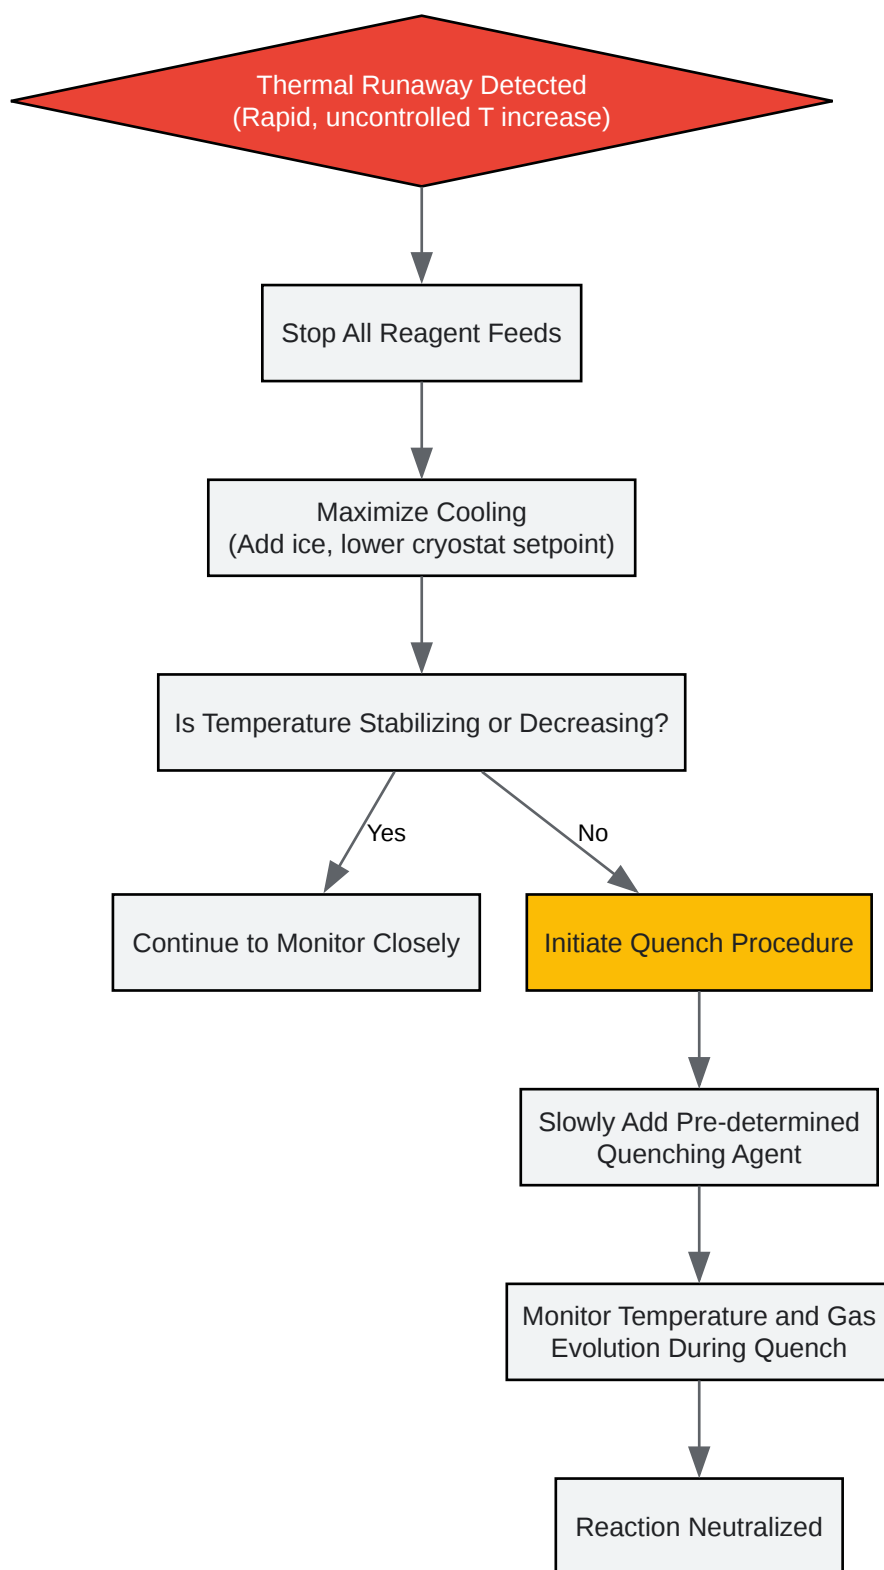 Thermal Runaway Detected
(Rapid, uncontrolled T increase)
Stop All Reagent Feeds
Maximize Cooling
(Add ice, lower cryostat setpoint)
Is Temperature Stabilizing or Decreasing?
Yes
No
Continue to Monitor Closely
Initiate Quench Procedure
Slowly Add Pre-determined
Quenching Agent
Monitor Temperature and Gas
Evolution During Quench
Reaction Neutralized